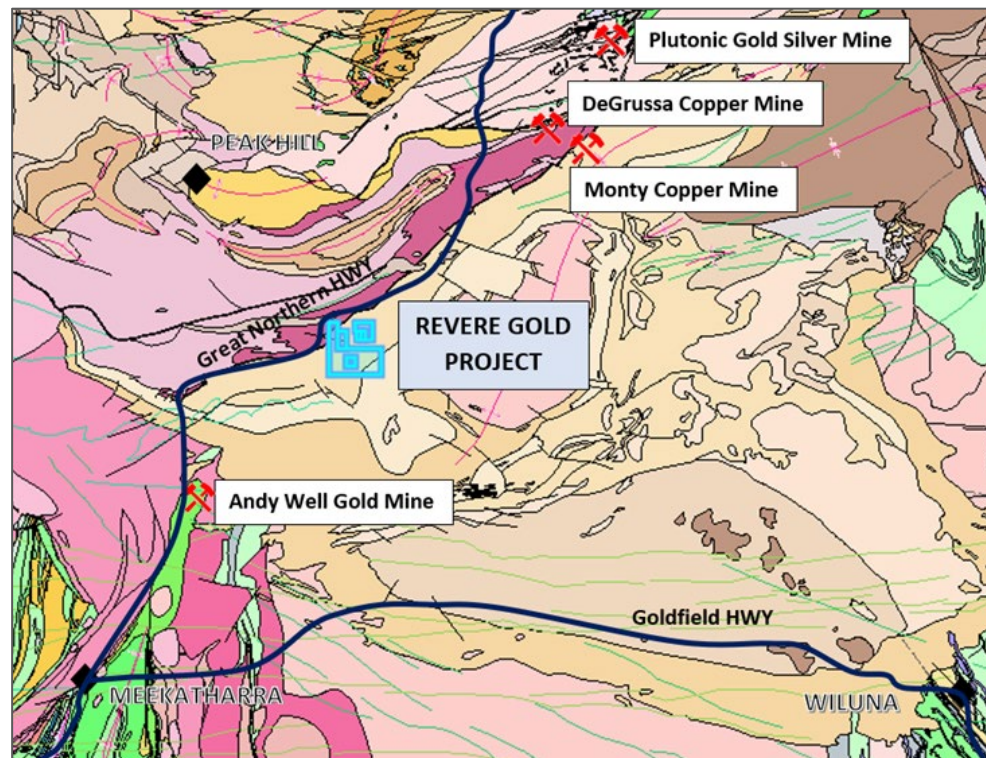 Plutonic Gold Silver Mine
DeGrussa Copper Mine
PEAK HILL
Monty Copper Mine
Great Northern HWY
REVERE GOLD
PROJECT
Andy Well Gold Mine
Goldfield HWY
MEEKATHARRA
WILUNA